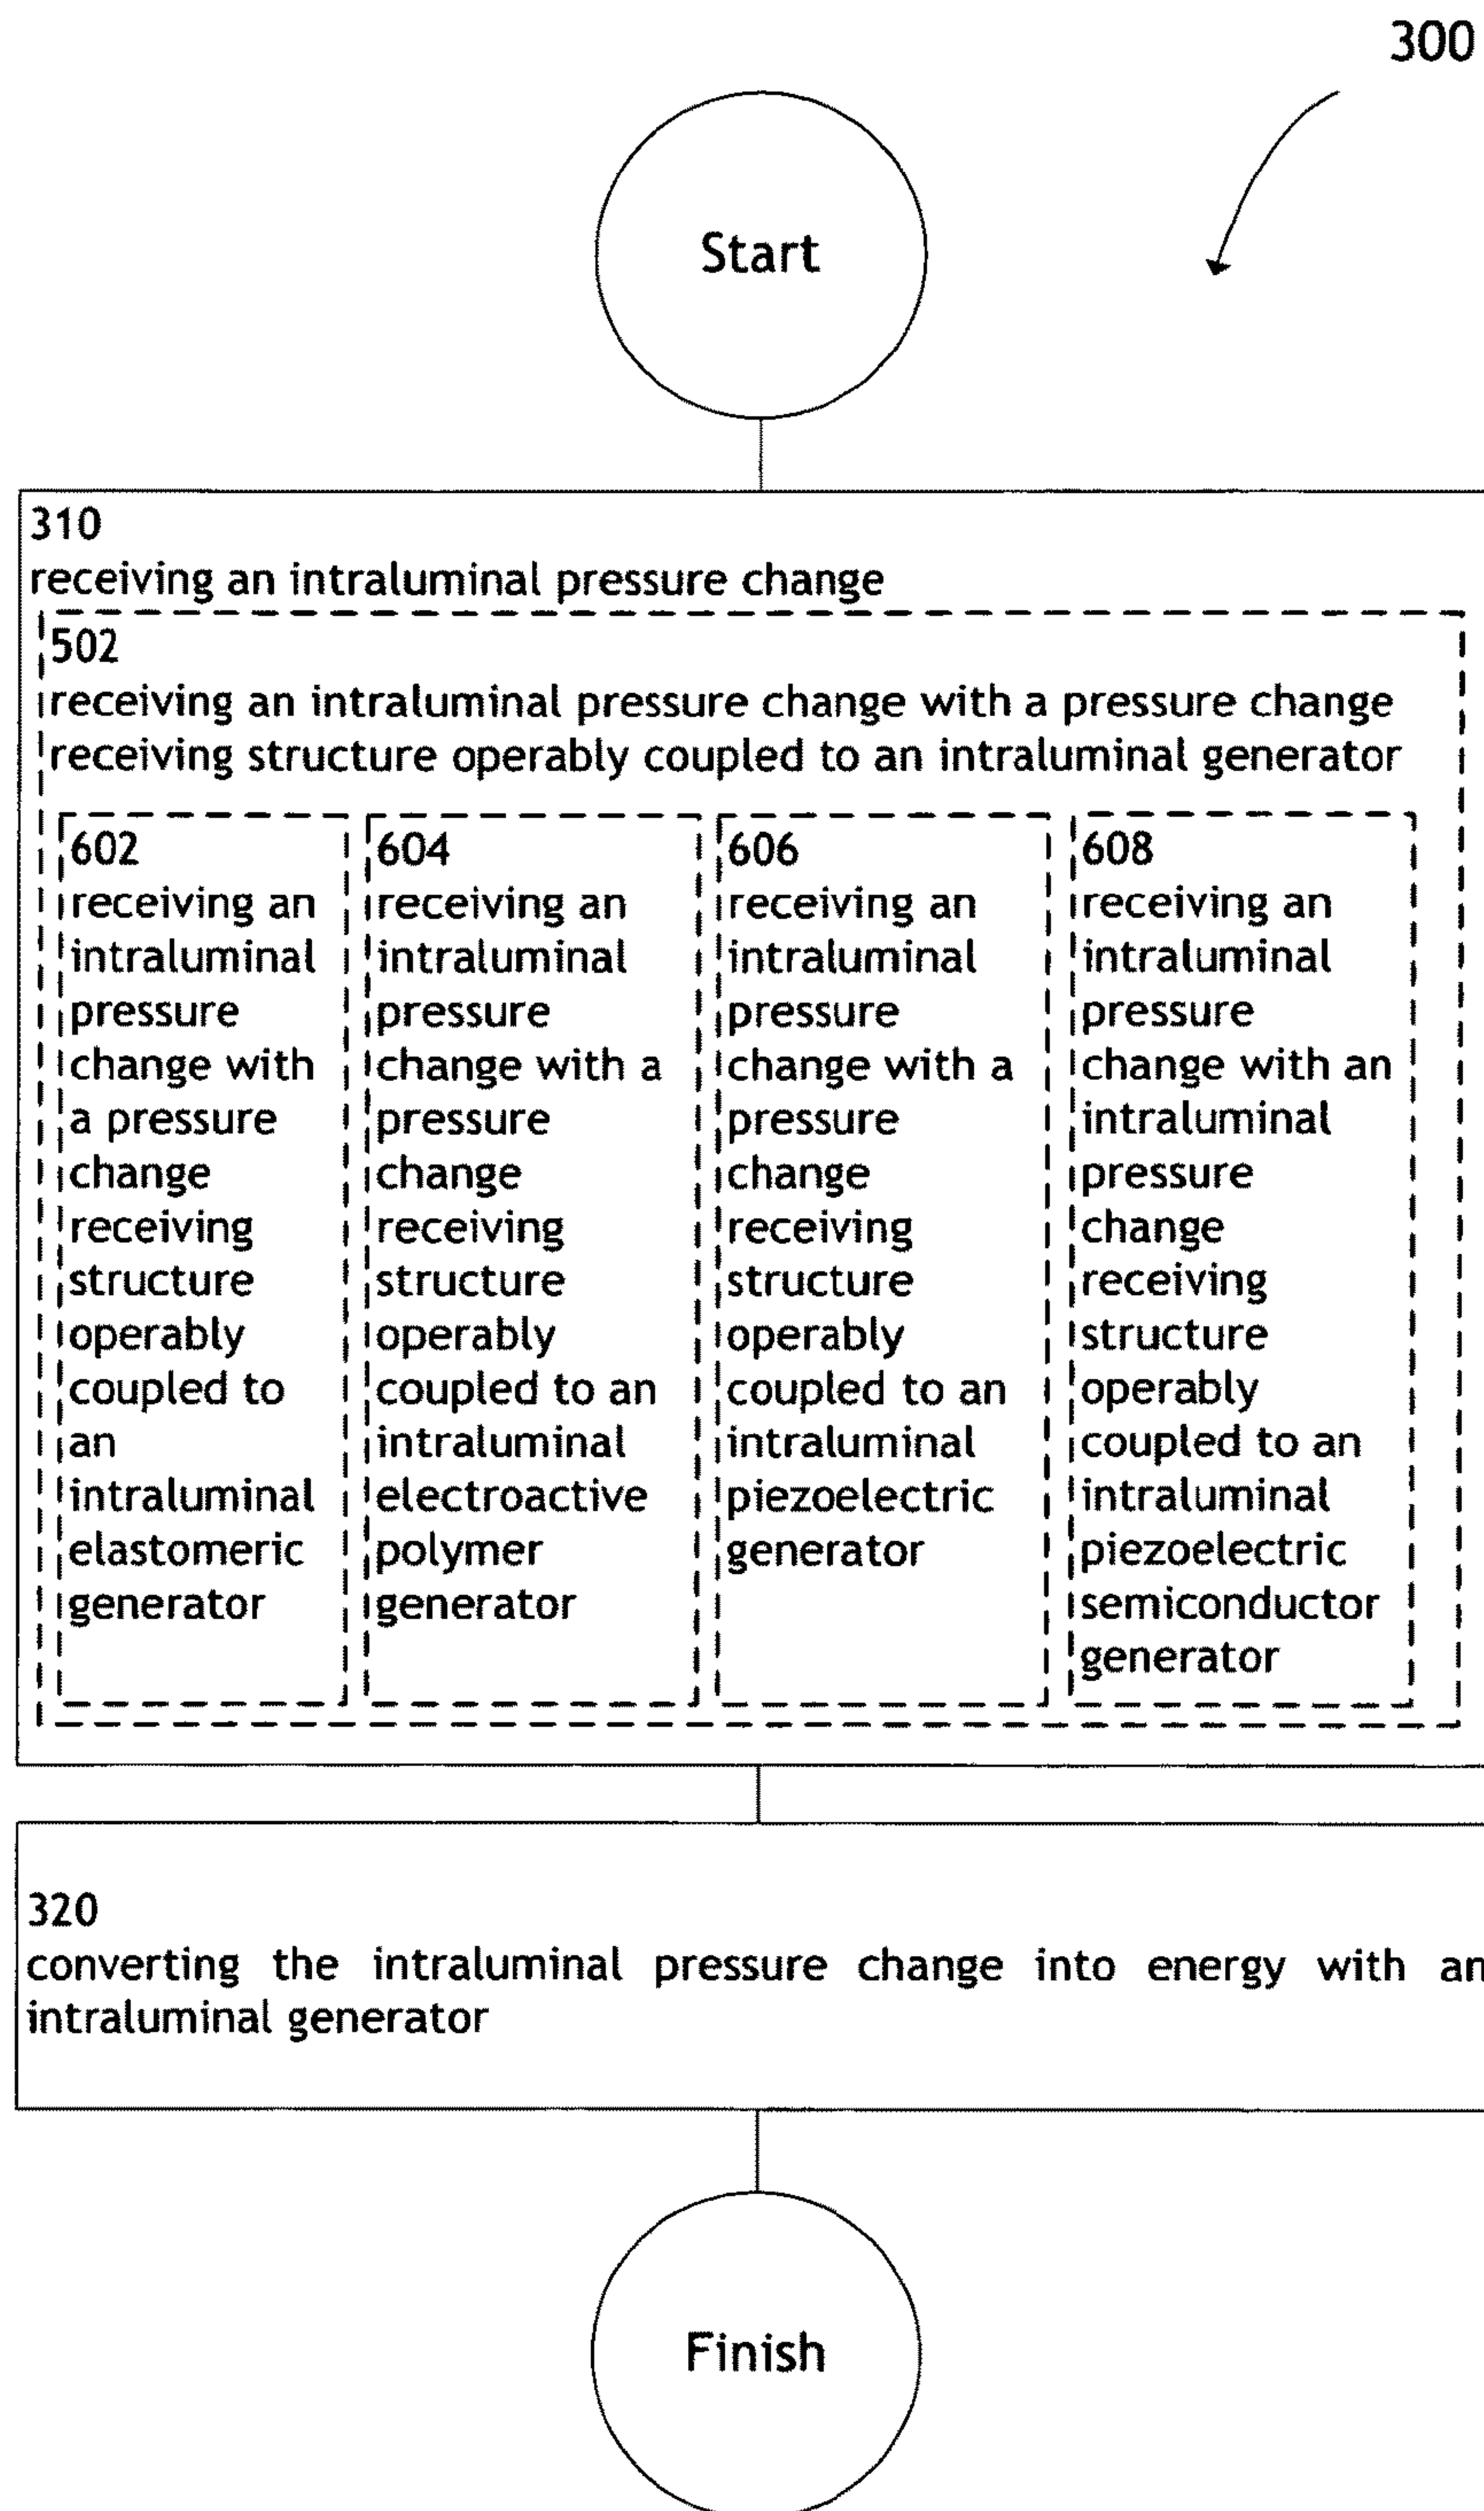 300
Start
310
receiving an intraluminal pressure change
502
receiving an intraluminal pressure change with a pressure change
receiving structure operably coupled to an intraluminal generator
602
receiving an
intraluminal
pressure
change with
a pressure
change
receiving
structure
operably
coupled to
an
intraluminal
elastomeric
generator
604
receiving an
intraluminal
pressure
change with a
pressure
change
receiving
structure
operably
coupled to an
intraluminal
electroactive
polymer
generator
606
receiving an
intraluminal
pressure
change with a
pressure
change
receiving
structure
operably
coupled to an
intraluminal
piezoelectric
generator
608
receiving an
intraluminal
pressure
change with an
intraluminal
pressure
change
receiving
structure
operably
coupled to an
intraluminal
piezoelectric
semiconductor
generator
320
converting the intraluminal pressure change into energy with an
intraluminal generator
Finish